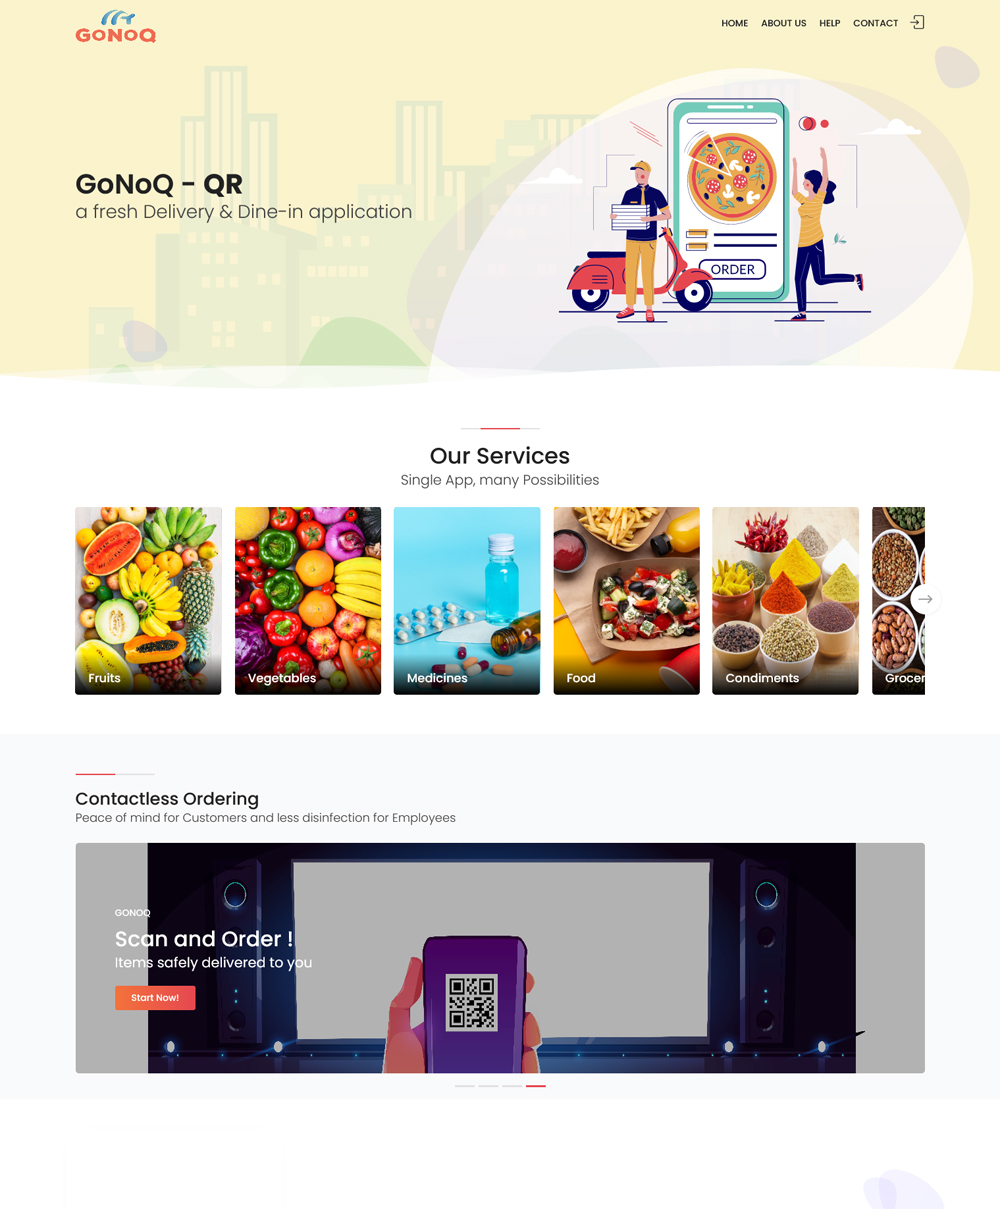 GONOQ
HOME
ABOUT US
HELP
CONTACT
GoNoQ - QR
a fresh Delivery & Dine-in application
ORDER
Our Services
Single App, many Possibilities
Fruits
Vegetables
Medicines
Food
Condiments
Grocer
Contactless Ordering
Peace of mind for Customers and less disinfection for Employees
GONOQ
Scan and Order !
Items safely delivered to you
Start Now!